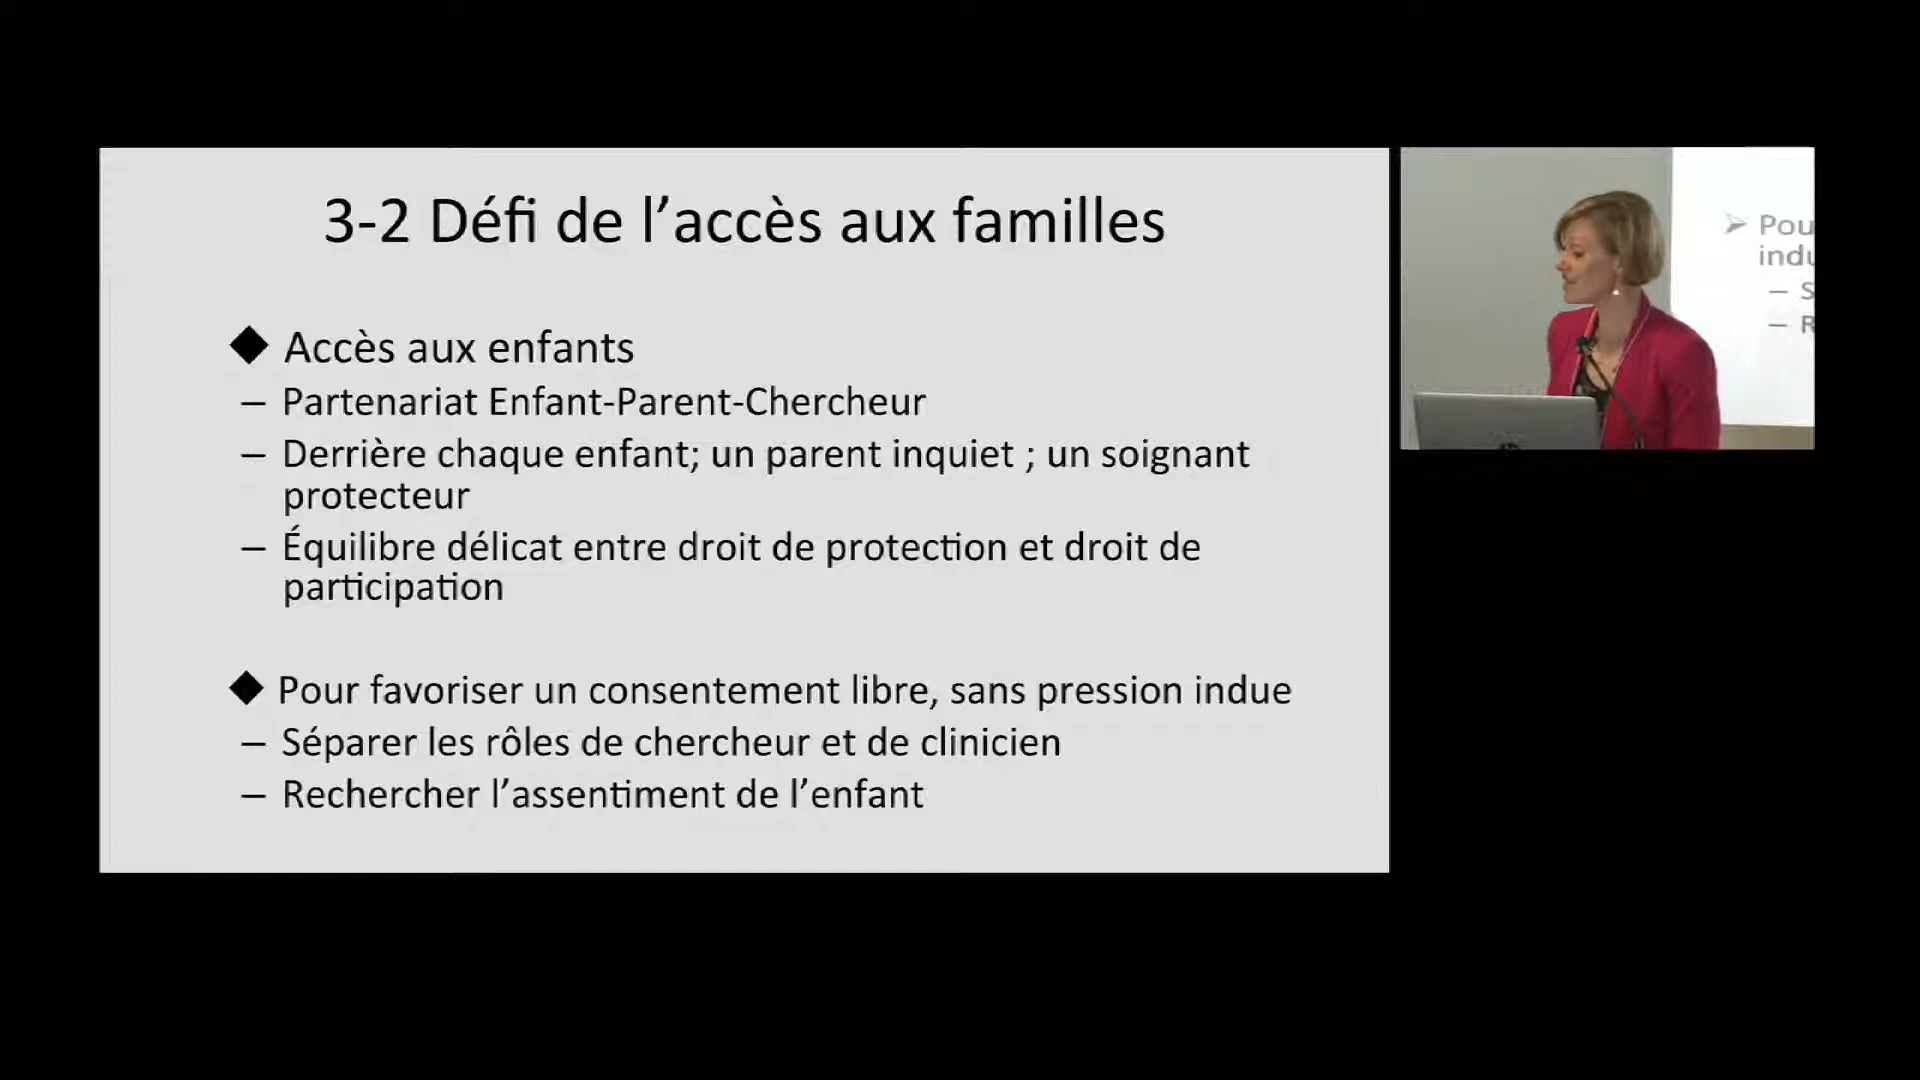 3-2 Défi de l’accès aux familles
◆ Accès aux enfants
– Partenariat Enfant-Parent-Chercheur
– Derrière chaque enfant; un parent inquiet ; un soignant
protecteur
– Équilibre délicat entre droit de protection et droit de
participation
◆ Pour favoriser un consentement libre, sans pression indue
– Séparer les rôles de chercheur et de clinicien
– Rechercher l’assentiment de l’enfant
➢ Pou
indu
– S
– R